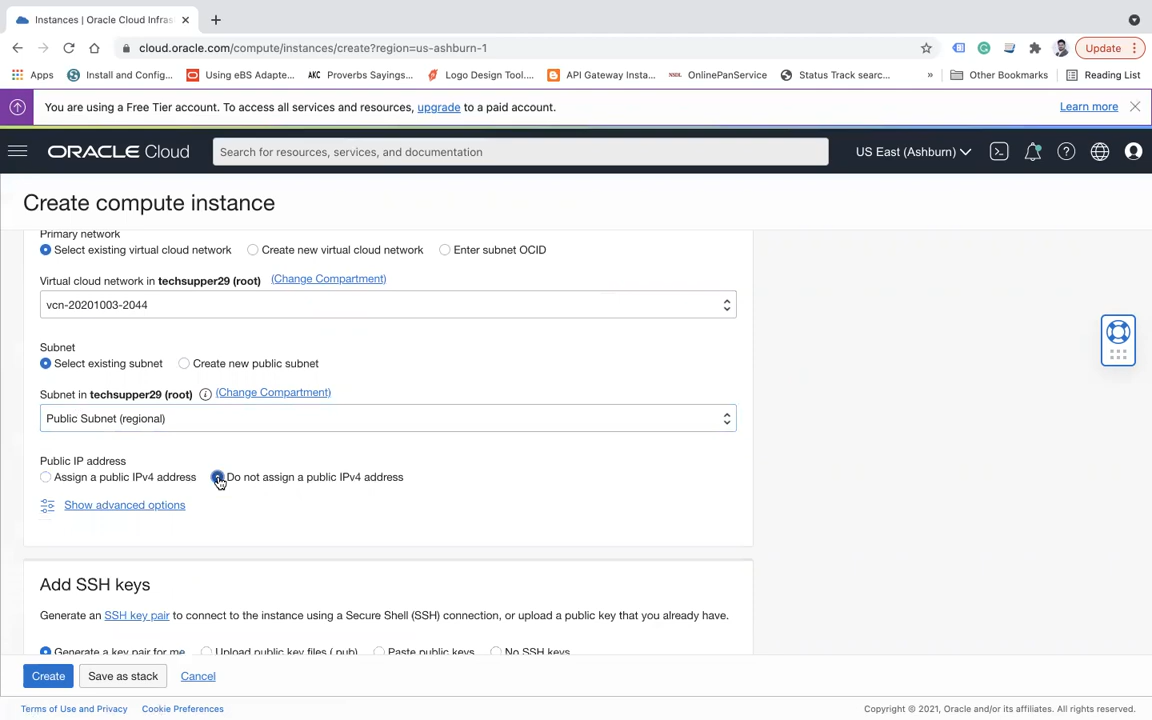 Instances | Oracle Cloud Infras
cloud.oracle.com/compute/instances/create?region=us-ashburn-1
Update
Apps
Install and Config...
Using eBS Adapte...
AKC Proverbs Sayings...
Logo Design Tool....
API Gateway Insta...
NSDL OnlinePanService
Status Track searc...
»
Other Bookmarks
Reading List
You are using a Free Tier account. To access all services and resources, upgrade to a paid account.
Learn more
ORACLE Cloud
Search for resources, services, and documentation
US East (Ashburn)
Create compute instance
Primary network
Select existing virtual cloud network
Create new virtual cloud network
Enter subnet OCID
Virtual cloud network in techsupper29 (root) (Change Compartment)
vcn-20201003-2044
Subnet
Select existing subnet
Create new public subnet
Subnet in techsupper29 (root) (Change Compartment)
Public Subnet (regional)
Public IP address
Assign a public IPv4 address
Do not assign a public IPv4 address
Show advanced options
Add SSH keys
Generate an SSH key pair to connect to the instance using a Secure Shell (SSH) connection, or upload a public key that you already have.
Generate a key pair for me
Upload public key files (.pub)
Paste public keys
No SSH keys
Create
Save as stack
Cancel
Terms of Use and Privacy
Cookie Preferences
Copyright © 2021, Oracle and/or its affiliates. All rights reserved.